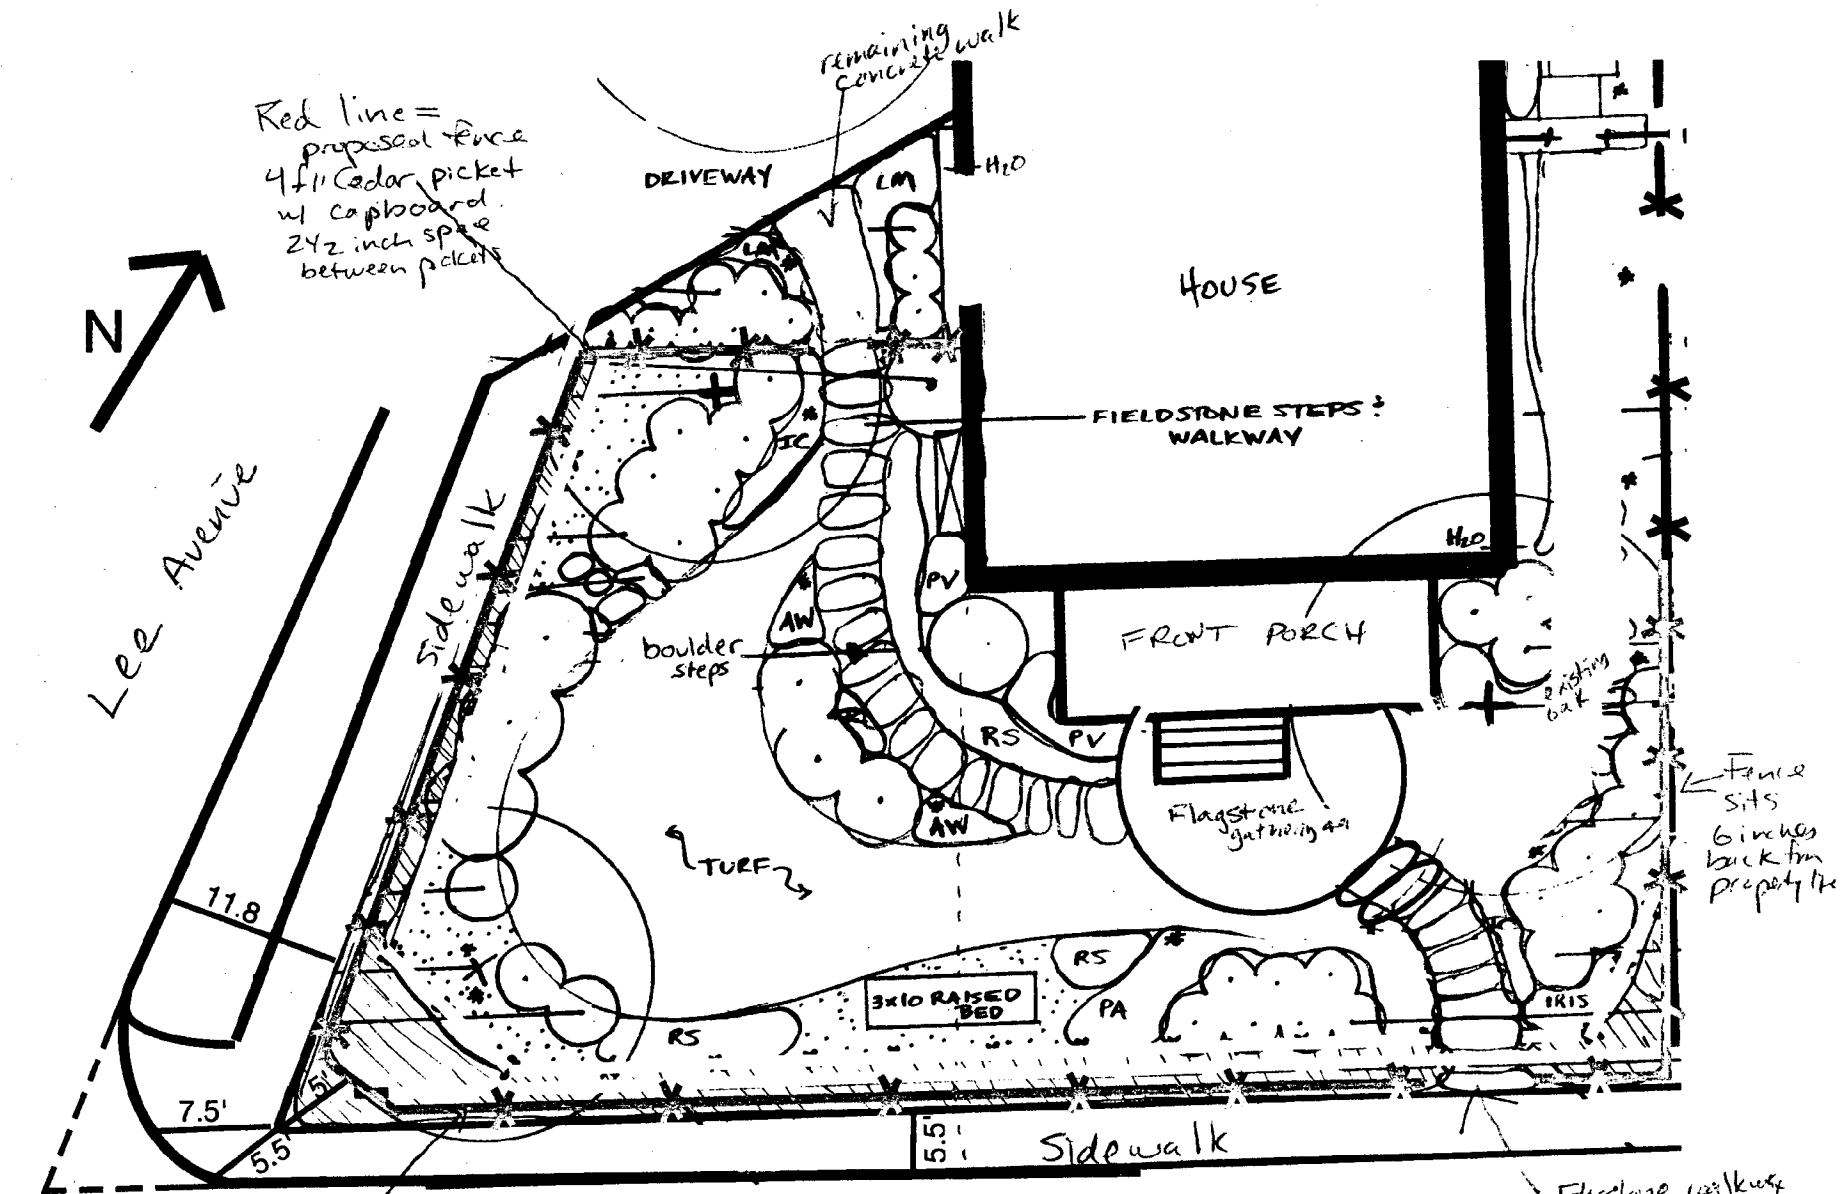 remaining
concrete walk
Red line =
proposed fence
4 ft Cedar picket
w/ capboard
2 1/2 inch space
between pickets
DRIVEWAY
LM
H2O
LM
N
HOUSE
FIELDSTONE STEPS &
WALKWAY
IC
Lee Avenue
Sidewalk
H2O
PV
AW
boulder
steps
FRONT PORCH
existing
oak
RS
PV
Fence
sits
6 inches
back from
property line
Flagstone
gathering
AW
TURF
11.8
RS
3x10 RAISED
BED
PA
IRIS
RS
5'
7.5'
5.5'
5.5'
Sidewalk
walkway